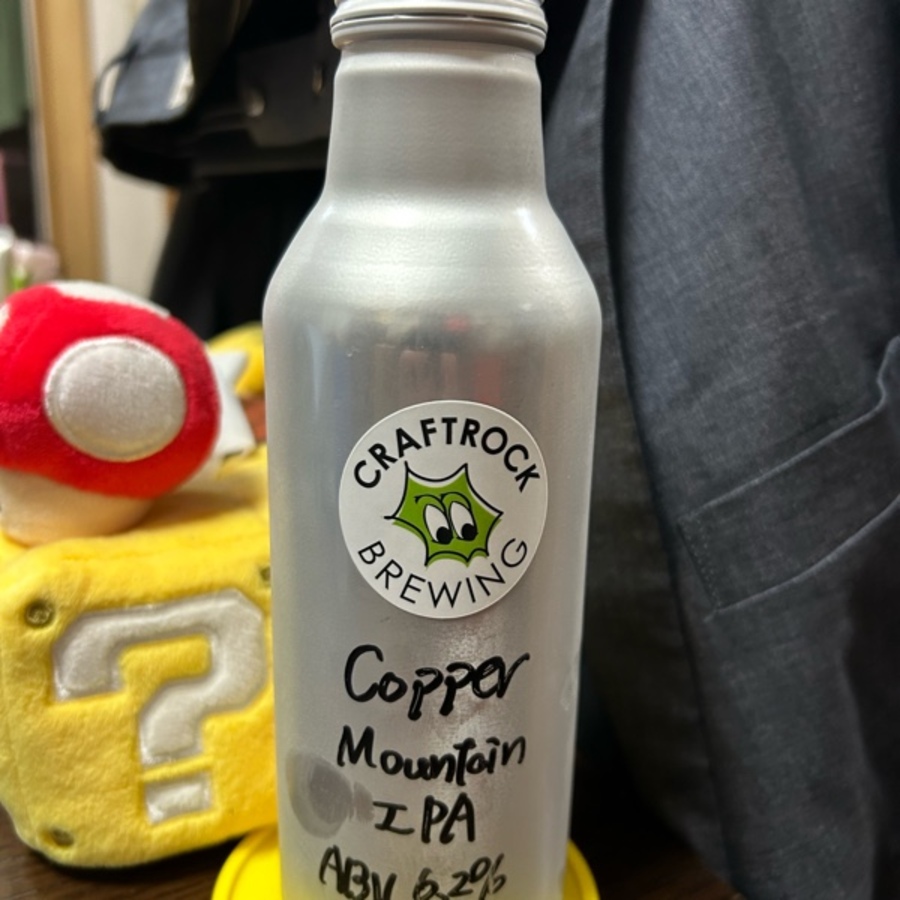 CRAFTROCK
BREWING
Copper
Mountain
IPA
ABV 6.2%
?